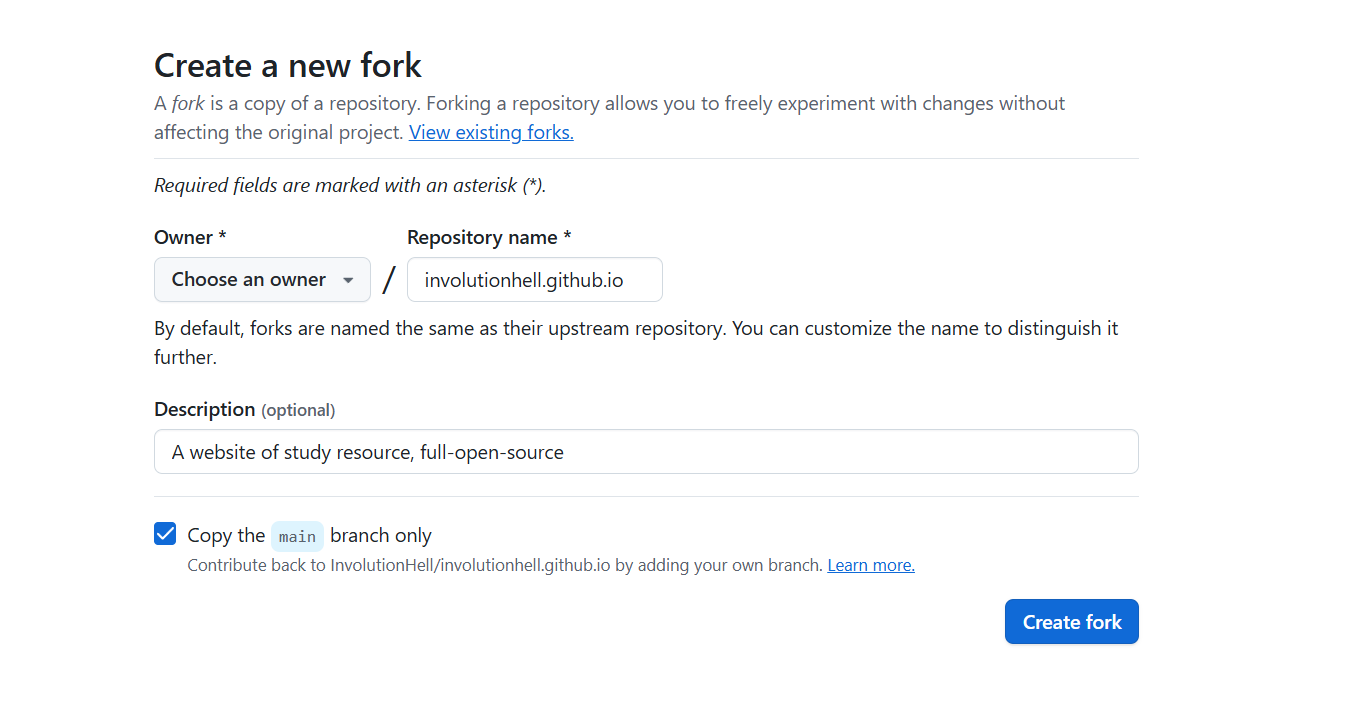 Create a new fork
A fork is a copy of a repository. Forking a repository allows you to freely experiment with changes without
affecting the original project. View existing forks.
Required fields are marked with an asterisk (*).
Owner * Repository name *
Choose an owner / involutionhell.github.io
By default, forks are named the same as their upstream repository. You can customize the name to distinguish it
further.
Description (optional)
A website of study resource, full-open-source
Copy the main branch only
Contribute back to InvolutionHell/involutionhell.github.io by adding your own branch. Learn more.
Create fork